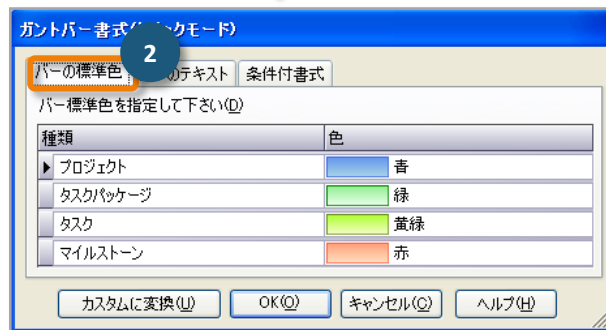 ガントバー書式(クモード)
2
バーの標準色 のテキスト 条件付書式
バー標準色を指定して下さい(D)
種類 色
プロジェクト 青
タスクパッケージ 緑
タスク 黄緑
マイルストーン 赤
カスタムに変換(U) OK(O) キャンセル(C) ヘルプ(H)